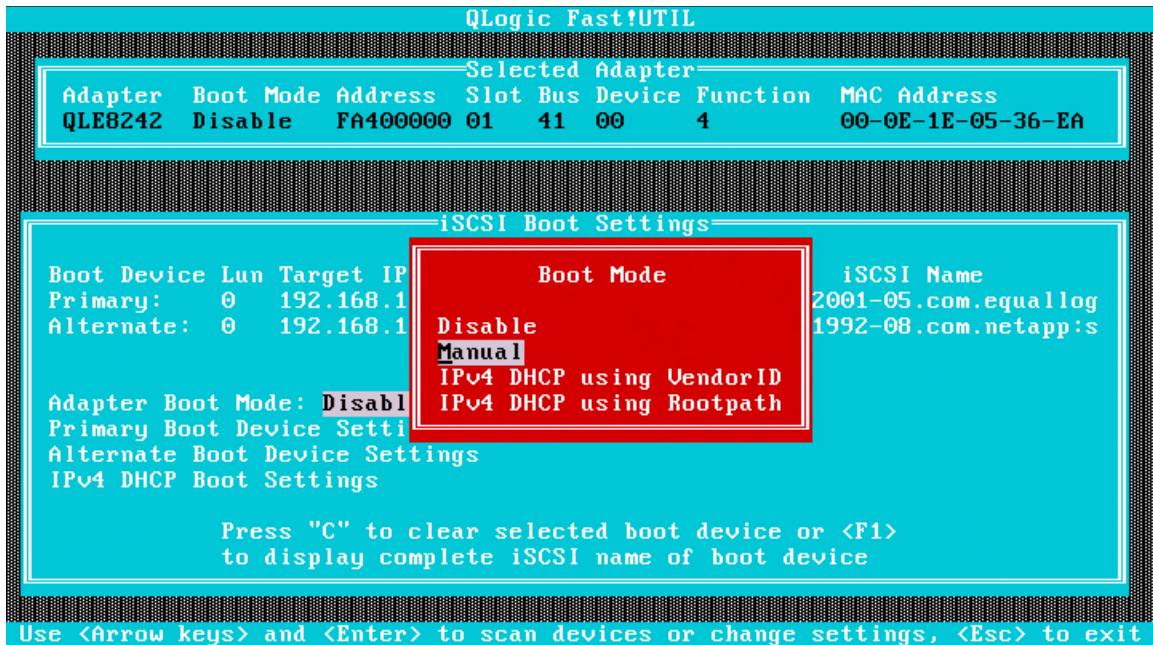 QLogic Fast!UTIL
Selected Adapter
Adapter Boot Mode Address Slot Bus Device Function MAC Address
QLE8242 Disable FA400000 01 41 00 4 00-0E-1E-05-36-EA
iSCSI Boot Settings
Boot Device Lun Target IP iSCSI Name
Primary: 0 192.168.1 2001-05.com.equallog
Alternate: 0 192.168.1 1992-08.com.netapp:s
Adapter Boot Mode: Disabl
Primary Boot Device Setti
Alternate Boot Device Settings
IPv4 DHCP Boot Settings
Press "C" to clear selected boot device or <F1>
to display complete iSCSI name of boot device
Boot Mode
Disable
Manual
IPv4 DHCP using VendorID
IPv4 DHCP using Rootpath
Use <Arrow keys> and <Enter> to scan devices or change settings, <Esc> to exit